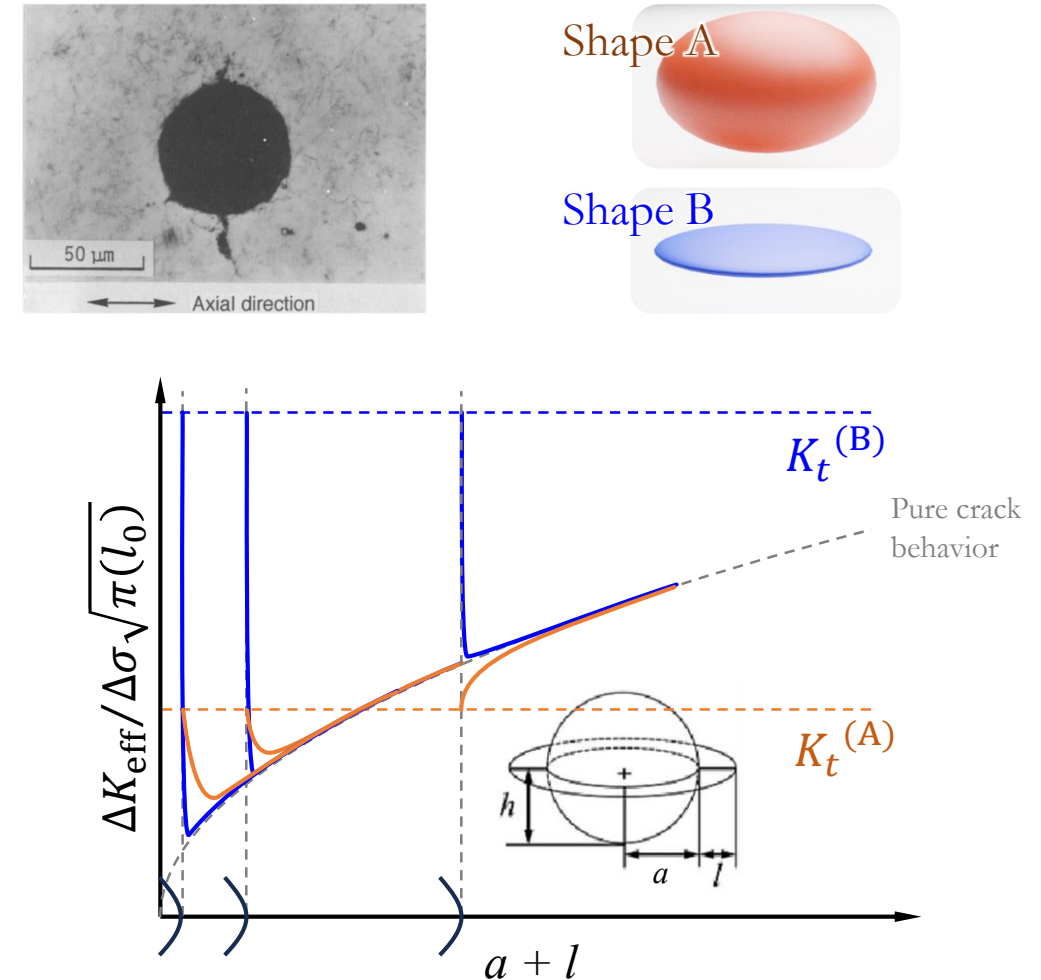 50 μm
Axial direction
Shape A
Shape B
K_t^(B)
Pure crack
behavior
K_t^(A)
ΔK_eff/Δσ√π(l_0)
h
a
l
a + l